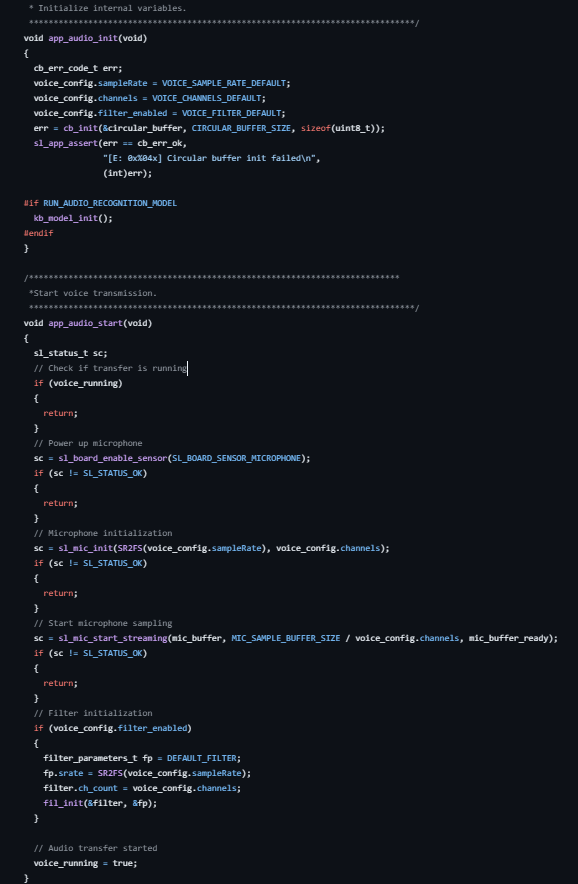 * Initialize internal variables.
 ******************************************************************************/
void app_audio_init(void)
{
  cb_err_code_t err;
  voice_config.sampleRate = VOICE_SAMPLE_RATE_DEFAULT;
  voice_config.channels = VOICE_CHANNELS_DEFAULT;
  voice_config.filter_enabled = VOICE_FILTER_DEFAULT;
  err = cb_init(&circular_buffer, CIRCULAR_BUFFER_SIZE, sizeof(uint8_t));
  sl_app_assert(err == cb_err_ok,
                "[E: 0x%04x] Circular buffer init failed\n",
                (int)err);

#if RUN_AUDIO_RECOGNITION_MODEL
  kb_model_init();
#endif
}

/***************************************************************************
 *Start voice transmission.
 ******************************************************************************/
void app_audio_start(void)
{
  sl_status_t sc;
  // Check if transfer is running
  if (voice_running)
  {
    return;
  }
  // Power up microphone
  sc = sl_board_enable_sensor(SL_BOARD_SENSOR_MICROPHONE);
  if (sc != SL_STATUS_OK)
  {
    return;
  }
  // Microphone initialization
  sc = sl_mic_init(SR2FS(voice_config.sampleRate), voice_config.channels);
  if (sc != SL_STATUS_OK)
  {
    return;
  }
  // Start microphone sampling
  sc = sl_mic_start_streaming(mic_buffer, MIC_SAMPLE_BUFFER_SIZE / voice_config.channels, mic_buffer_ready);
  if (sc != SL_STATUS_OK)
  {
    return;
  }
  // Filter initialization
  if (voice_config.filter_enabled)
  {
    filter_parameters_t fp = DEFAULT_FILTER;
    fp.srate = SR2FS(voice_config.sampleRate);
    filter.ch_count = voice_config.channels;
    fil_init(&filter, &fp);
  }

  // Audio transfer started
  voice_running = true;
}